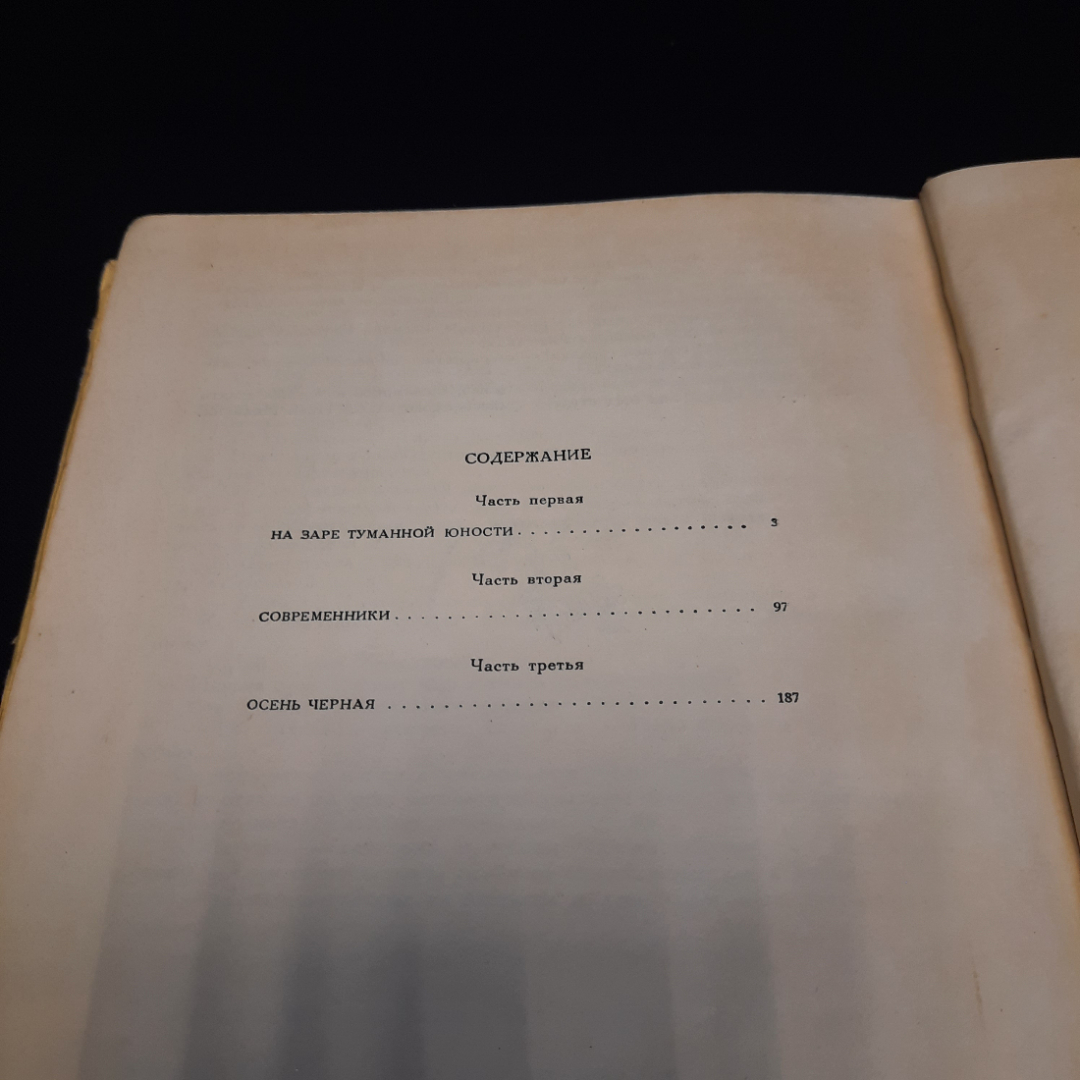 СОДЕРЖАНИЕ
Часть первая
НА ЗАРЕ ТУМАННОЙ ЮНОСТИ . . . . . . . . . . . . . . . . . . 3
Часть вторая
СОВРЕМЕННИКИ . . . . . . . . . . . . . . . . . . . . . . . . . . . 97
Часть третья
ОСЕНЬ ЧЕРНАЯ . . . . . . . . . . . . . . . . . . . . . . . . . . . . 187